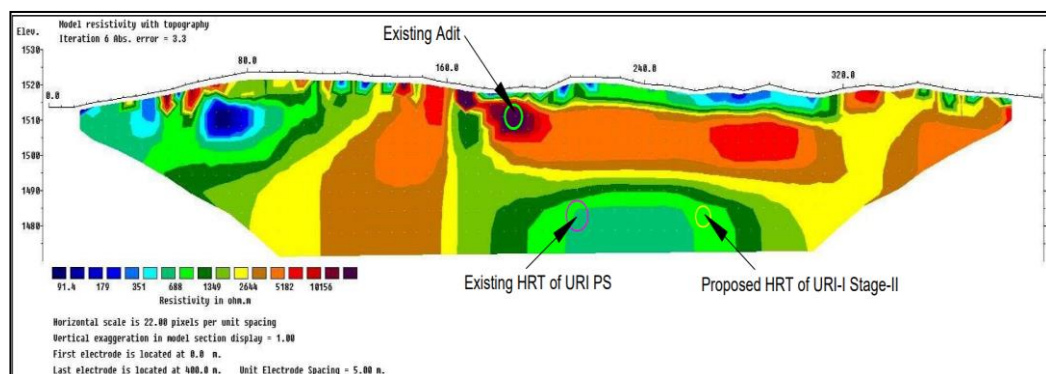 Model resistivity with topography
Elev. Iteration 6 Abs. error = 3.3
Existing Adit
1530
1520
1510
1500
1490
1480
0.0 80.0 160.0 240.0 320.0
Existing HRT of URI PS
Proposed HRT of URI-I Stage-II
91.4 179 351 688 1349 2644 5182 10156
Resistivity in ohm.m
Horizontal scale is 22.00 pixels per unit spacing
Vertical exaggeration in model section display = 1.00
First electrode is located at 0.0 m.
Last electrode is located at 400.0 m. Unit Electrode Spacing = 5.00 m.